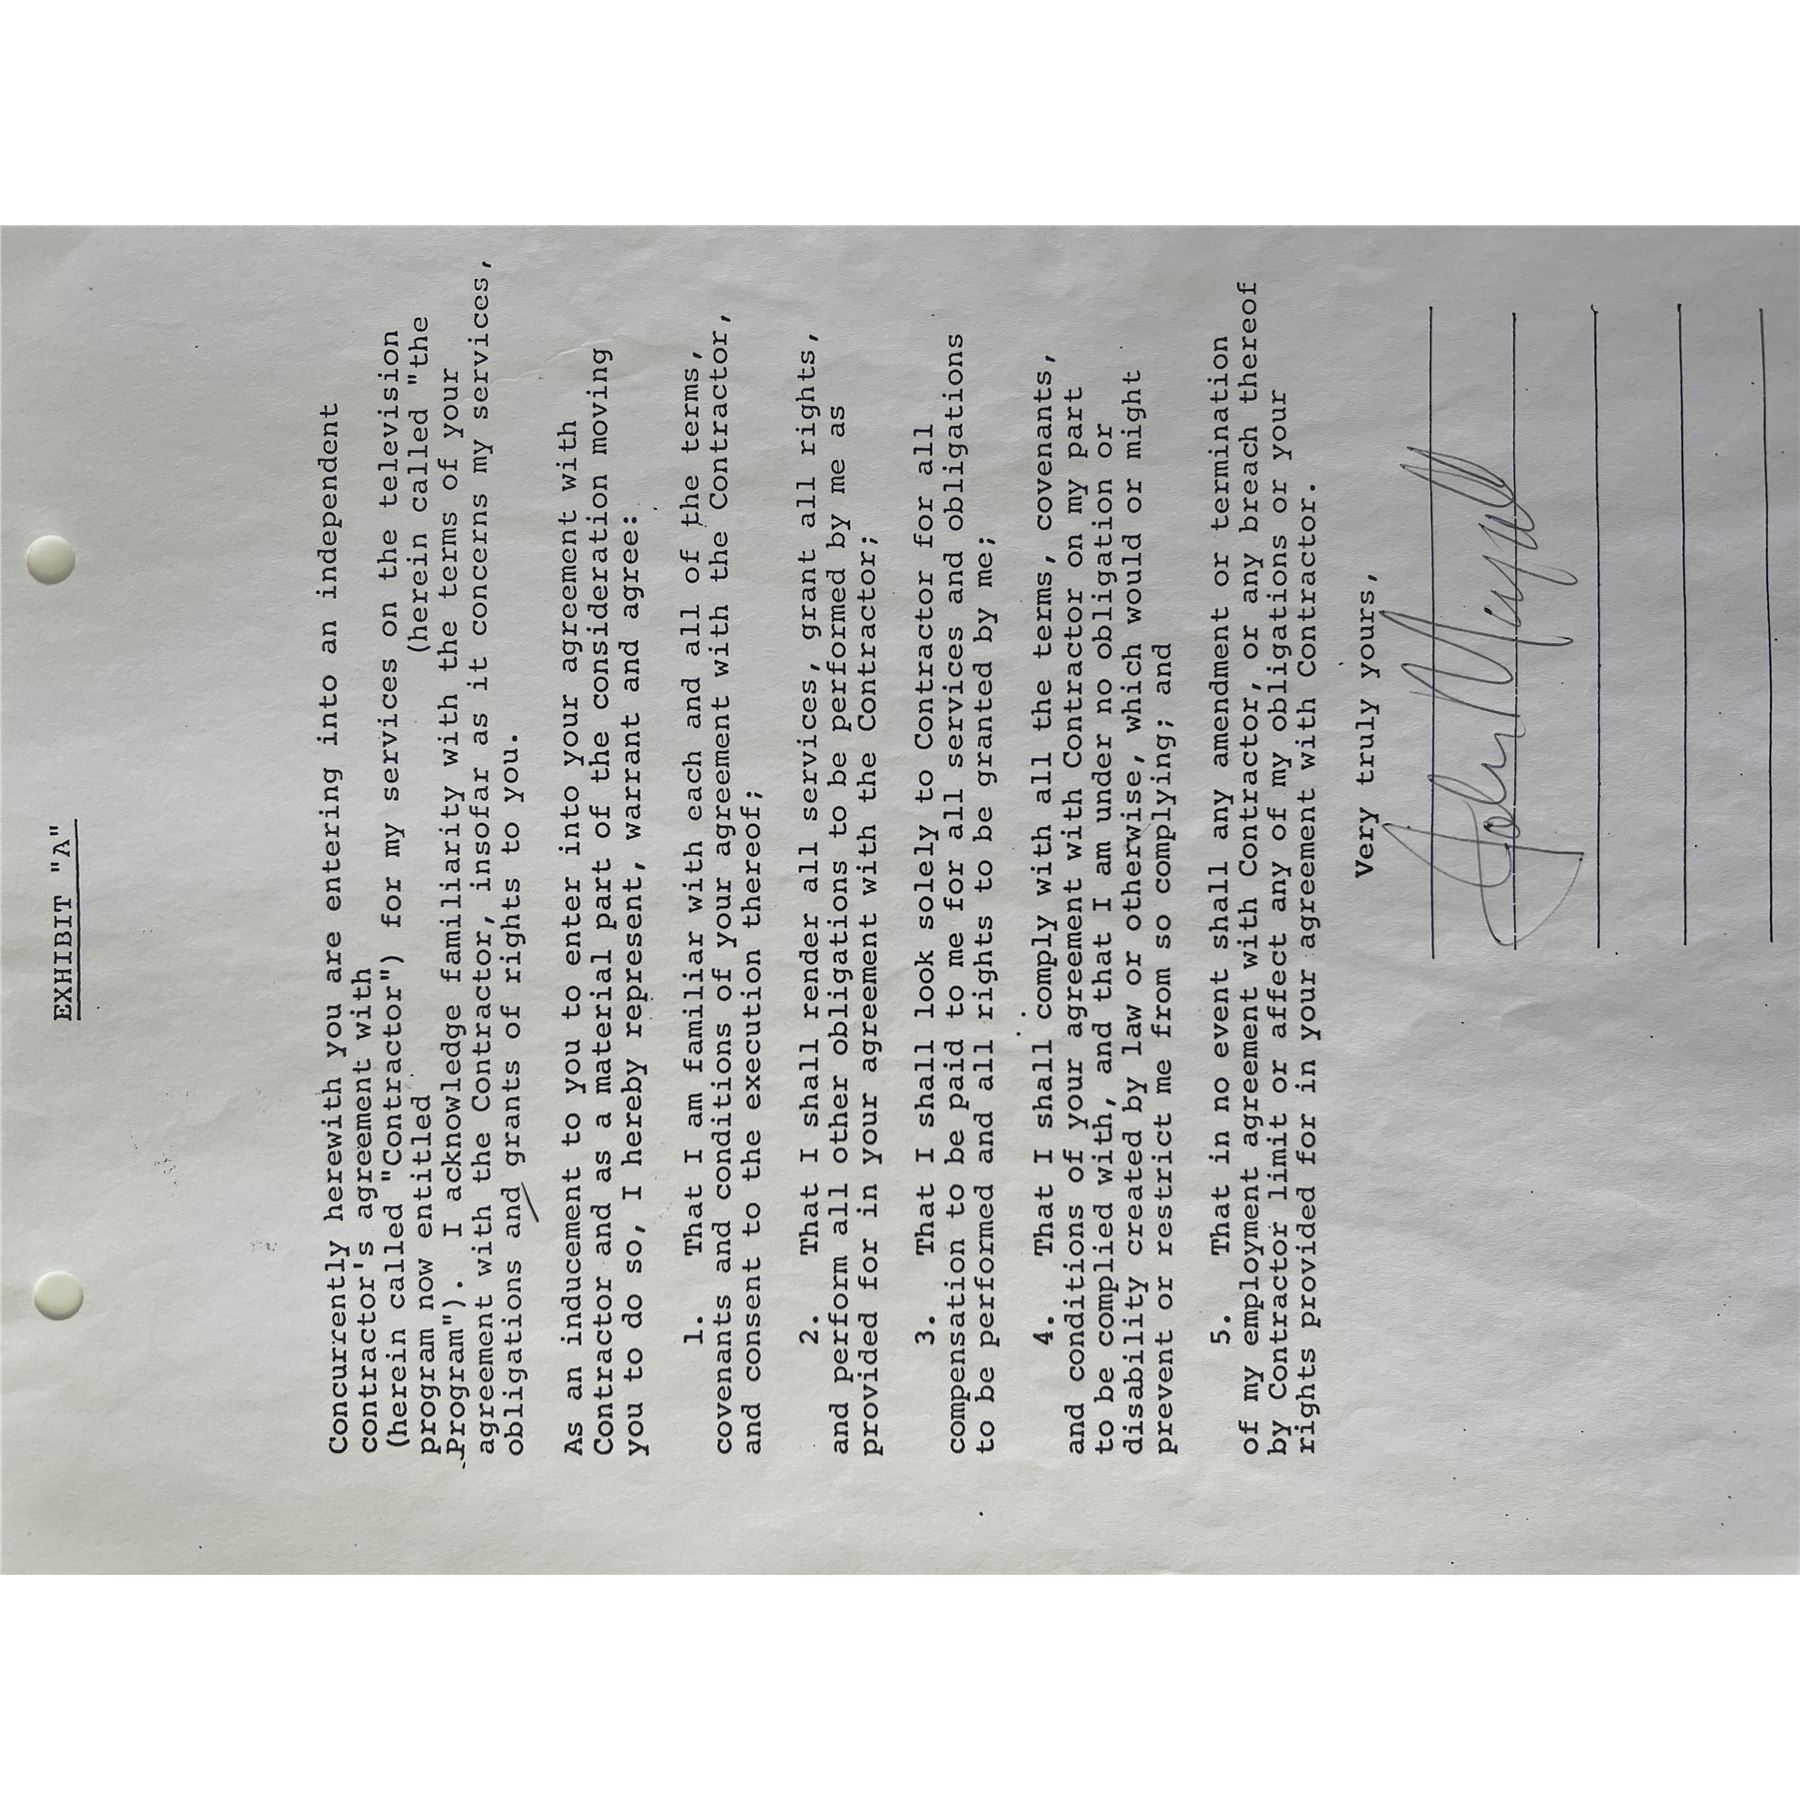 EXHIBIT "A"
Concurrently herewith you are entering into an independent
contractor's agreement with
(herein called "Contractor") for my services on the television
program now entitled (herein called "the
Program"). I acknowledge familiarity with the terms of your
agreement with the Contractor, insofar as it concerns my services,
obligations and grants of rights to you.
As an inducement to you to enter into your agreement with
Contractor and as a material part of the consideration moving
you to do so, I hereby represent, warrant and agree:
1. That I am familiar with each and all of the terms,
covenants and conditions of your agreement with the Contractor,
and consent to the execution thereof;
2. That I shall render all services, grant all rights,
and perform all other obligations to be performed by me as
provided for in your agreement with the Contractor;
3. That I shall look solely to Contractor for all
compensation to be paid to me for all services and obligations
to be performed and all rights to be granted by me;
4. That I shall comply with all the terms, covenants,
and conditions of your agreement with Contractor on my part
to be complied with, and that I am under no obligation or
disability created by law or otherwise, which would or might
prevent or restrict me from so complying; and
5. That in no event shall any amendment or termination
of my employment agreement with Contractor, or any breach thereof
by Contractor limit or affect any of my obligations or your
rights provided for in your agreement with Contractor.
Very truly yours,
John